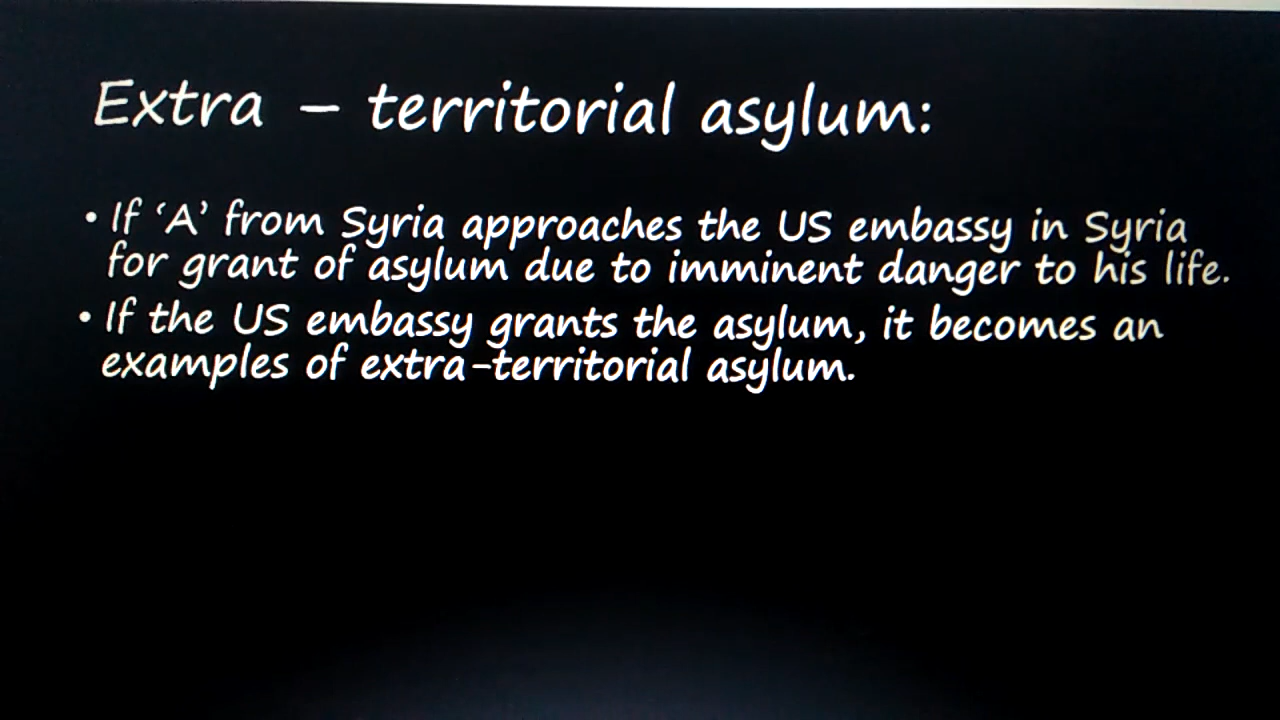 Extra – territorial asylum:
• If ‘A’ from Syria approaches the US embassy in Syria
for grant of asylum due to imminent danger to his life.
• If the US embassy grants the asylum, it becomes an
examples of extra-territorial asylum.